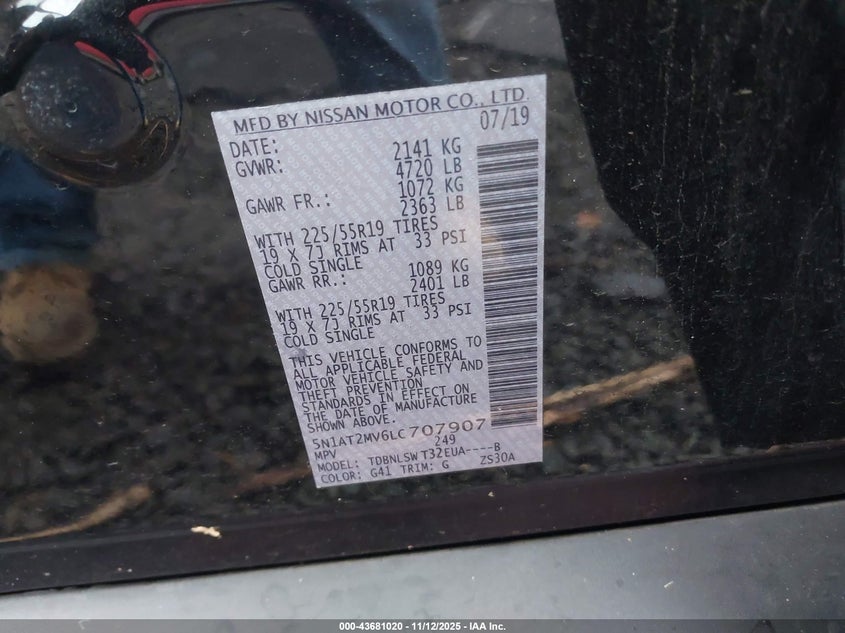 MFD BY NISSAN MOTOR CO., LTD.
DATE: 07/19
GVWR: 2141 KG
4720 LB
GAWR FR.: 1072 KG
2363 LB
WITH 225/55R19 TIRES
19 X 7J RIMS AT 33 PSI
COLD SINGLE
GAWR RR.: 1089 KG
2401 LB
WITH 225/55R19 TIRES
19 X 7J RIMS AT 33 PSI
COLD SINGLE
THIS VEHICLE CONFORMS TO
ALL APPLICABLE FEDERAL
MOTOR VEHICLE SAFETY AND
THEFT PREVENTION
STANDARDS IN EFFECT ON
THE DATE OF MANUFACTURE
SHOWN ABOVE.
5N1AT2MV6LC707907
MPV 249
MODEL: TDBNLSW T32EUA----B
COLOR: G41 TRIM: G ZS30A
000-43681020 - 11/12/2025 - IAA Inc.